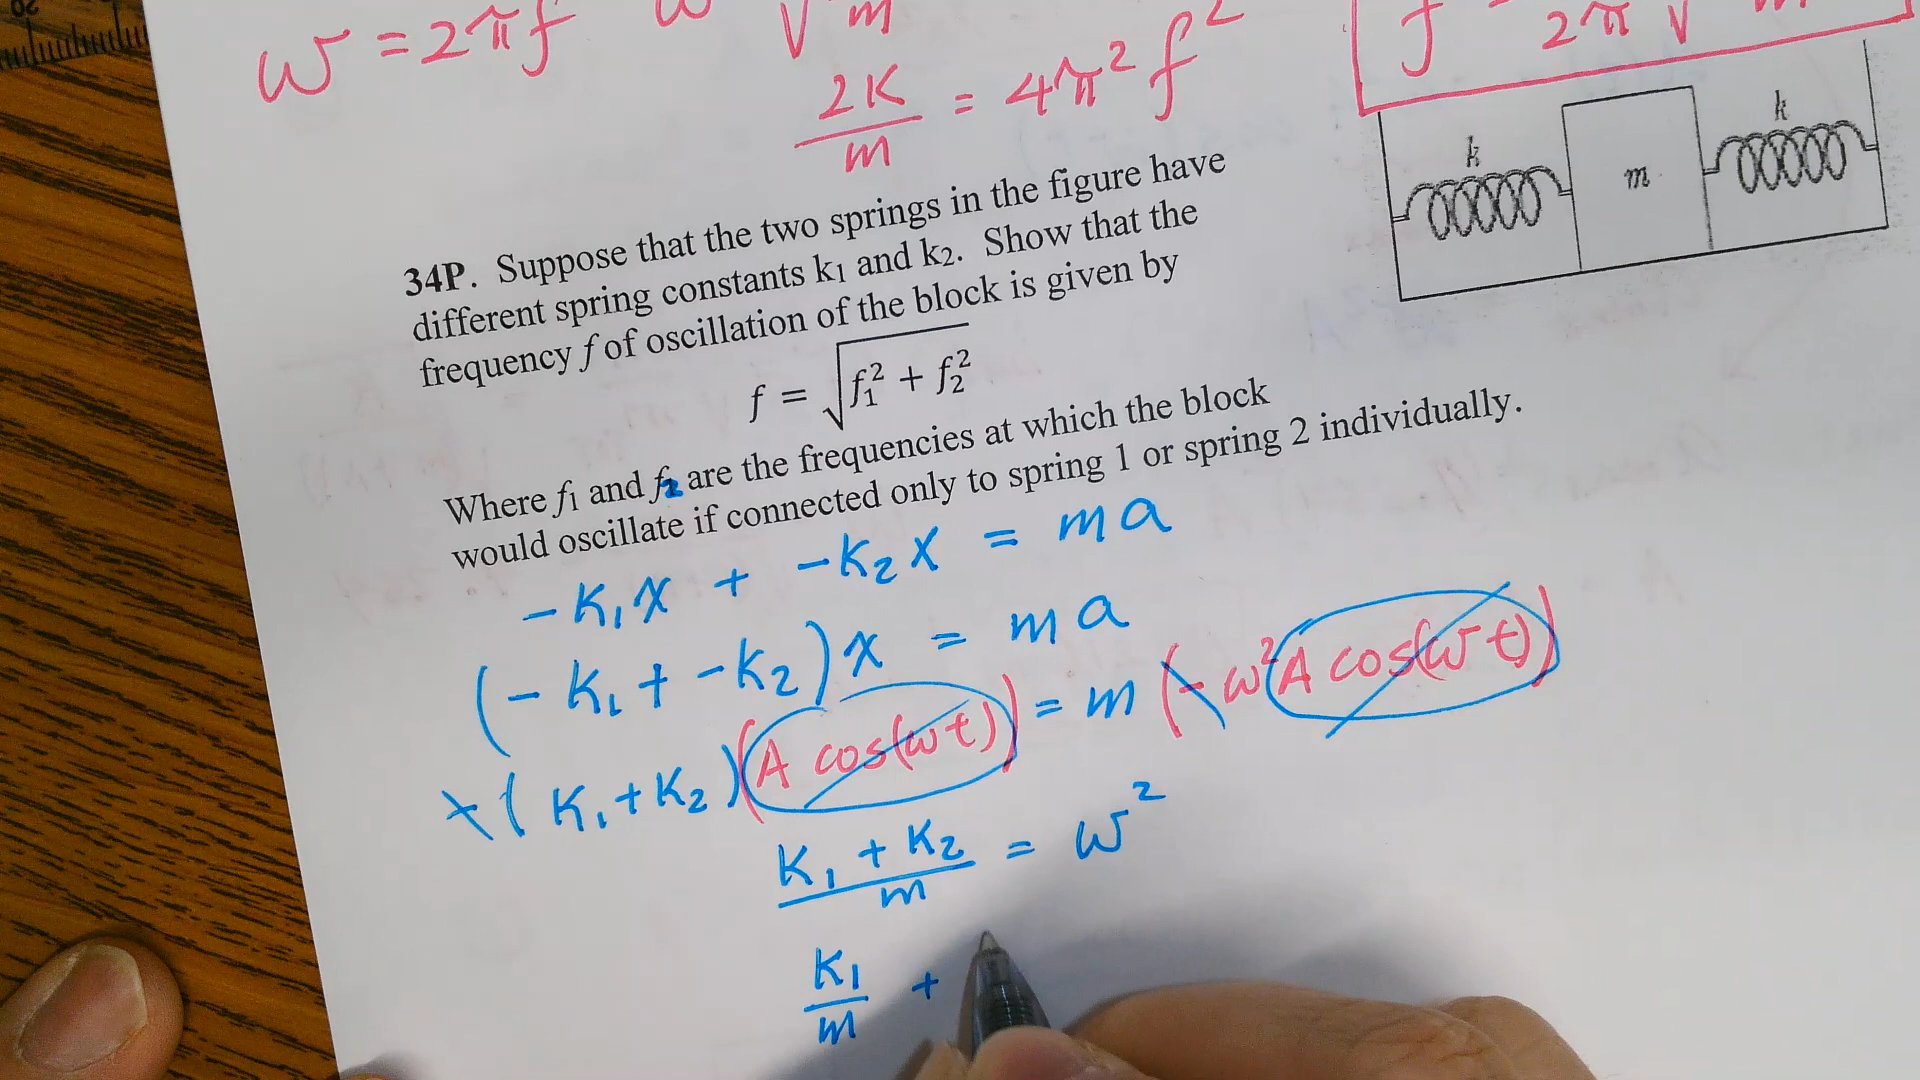 ω = 2πf ω √ m
f 2π √
2K/m = 4π² f²
k m k
34P. Suppose that the two springs in the figure have
different spring constants k₁ and k₂. Show that the
frequency f of oscillation of the block is given by
f = √(f₁² + f₂²)
Where f₁ and f₂ are the frequencies at which the block
would oscillate if connected only to spring 1 or spring 2 individually.
-K₁x + -K₂x = ma
(-K₁ + -K₂)x = ma
(K₁+K₂)(A cos(ωt)) = m(-ω²A cos(ωt))
K₁ + K₂/m = ω²
K₁/m +